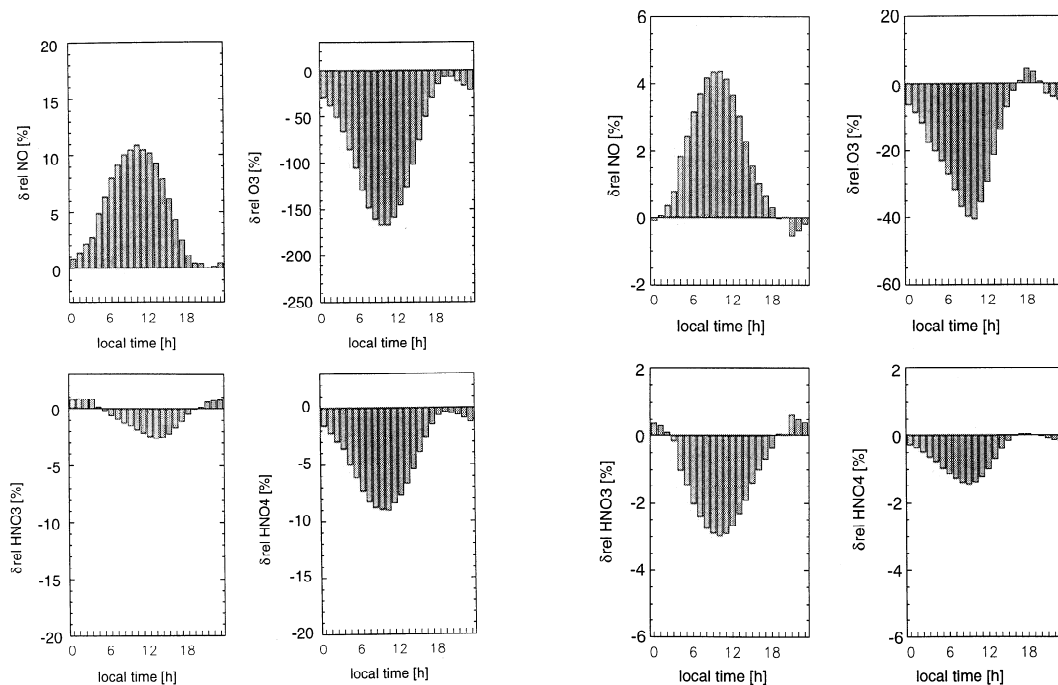 20
15
10
5
0
δrel NO [%]
0 6 12 18
local time [h]
0
- 50
-100
-150
-200
-250
δrel O3 [%]
0 6 12 18
local time [h]
6
4
2
0
-2
δrel NO [%]
0 6 12 18
local time [h]
20
0
-20
-40
-60
δrel O3 [%]
0 6 12 18
local time [h]
0
-5
-10
-15
-20
δrel HNO3 [%]
0 6 12 18
local time [h]
0
-5
-10
-15
-20
δrel HNO4 [%]
0 6 12 18
local time [h]
2
0
-2
-4
-6
δrel HNO3 [%]
0 6 12 18
local time [h]
2
0
-2
-4
-6
δrel HNO4 [%]
0 6 12 18
local time [h]